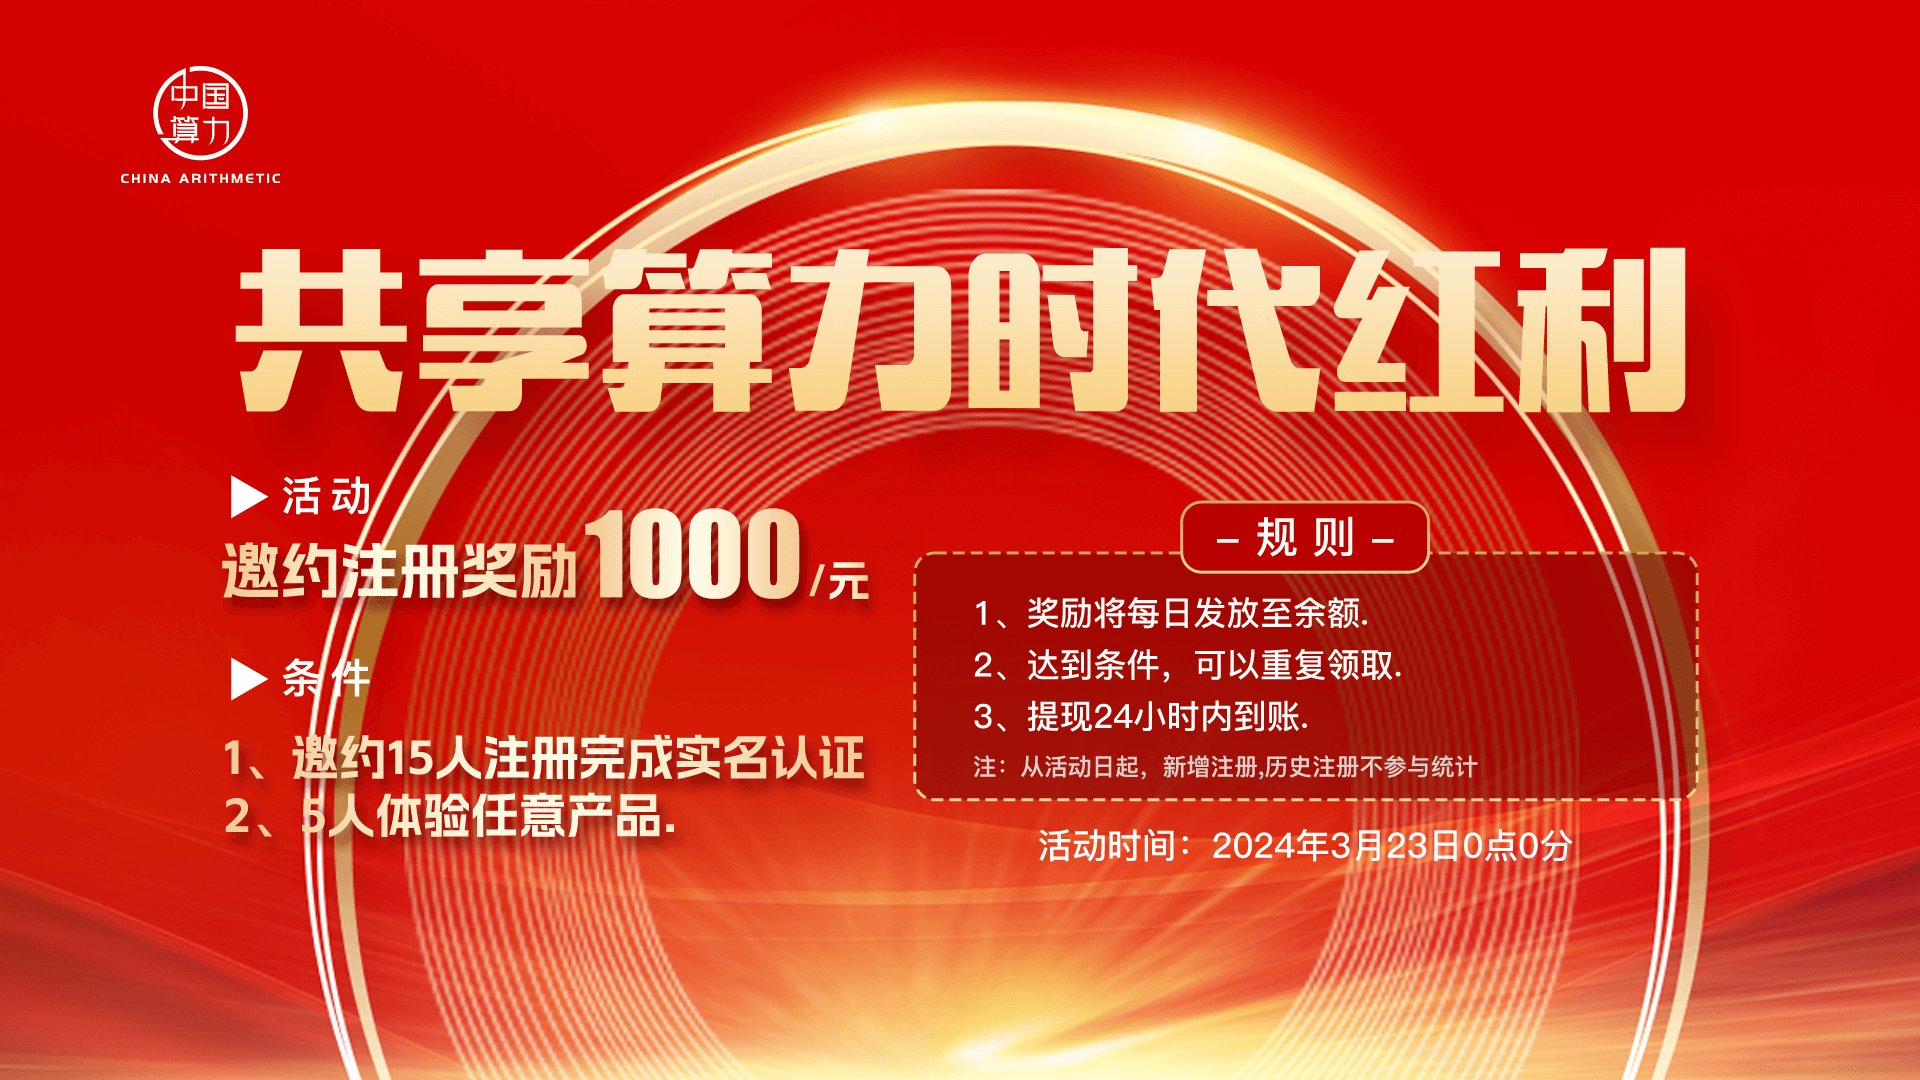 中国
算力
CHINA ARITHMETIC
共享算力时代红利
活动
邀约注册奖励1000/元
条件
1、邀约15人注册完成实名认证
2、5人体验任意产品.
– 规则 –
1、奖励将每日发放至余额.
2、达到条件，可以重复领取.
3、提现24小时内到账.
注：从活动日起，新增注册,历史注册不参与统计
活动时间：2024年3月23日0点0分